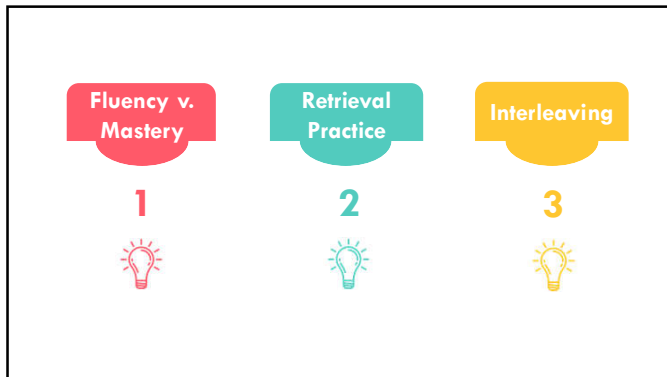 Fluency v.
Mastery
1
Retrieval
Practice
2
Interleaving
3